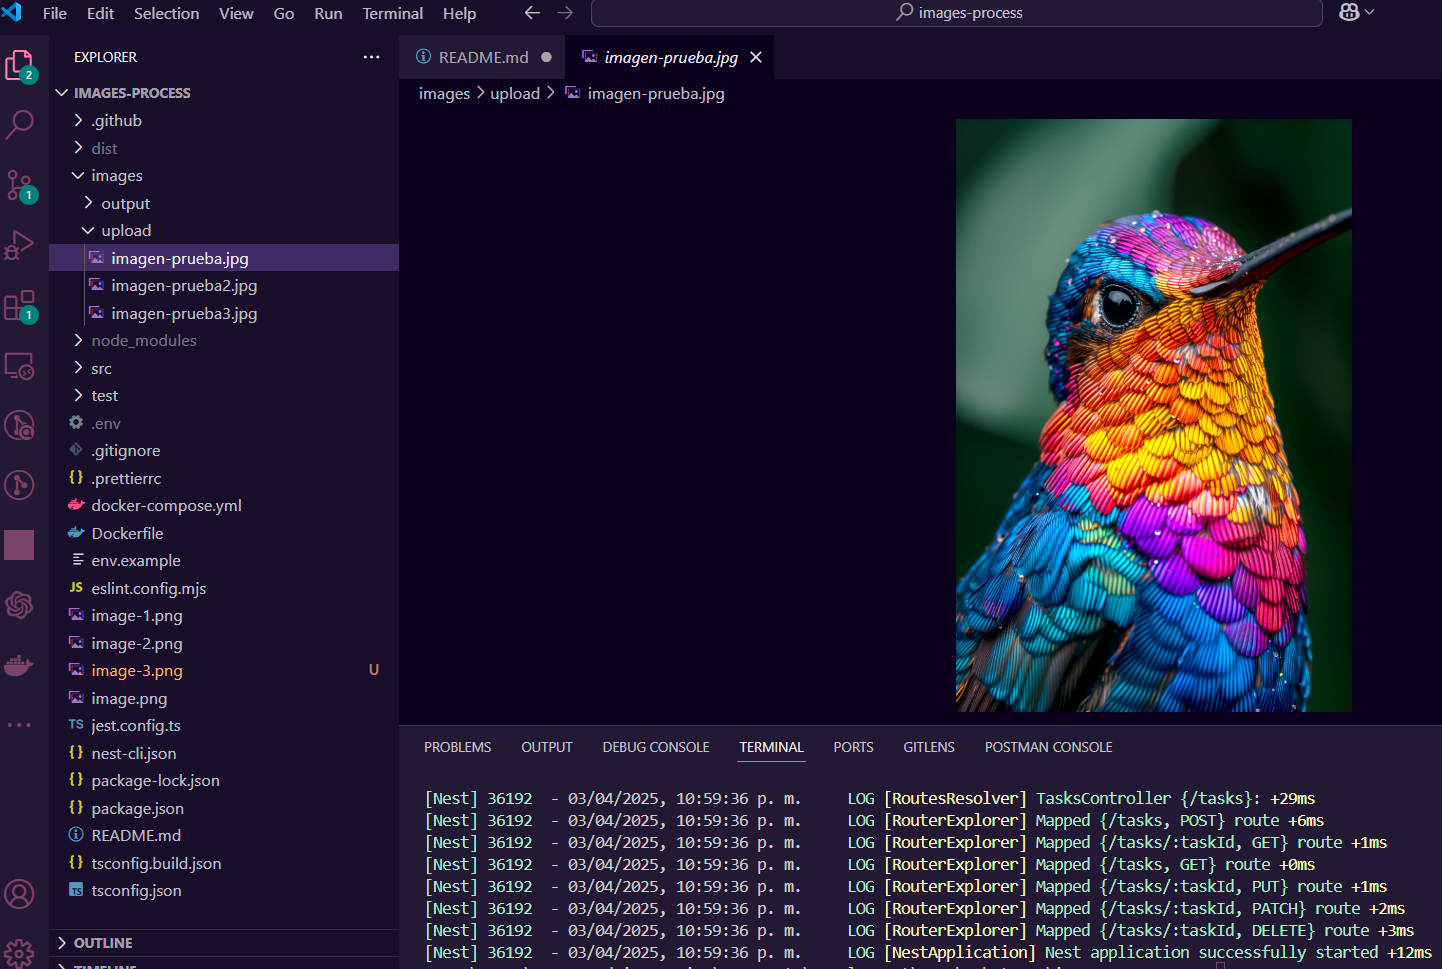 File Edit Selection View Go Run Terminal Help
images-process
EXPLORER
IMAGES-PROCESS
.github
dist
images
output
upload
imagen-prueba.jpg
imagen-prueba2.jpg
imagen-prueba3.jpg
node_modules
src
test
.env
.gitignore
.prettierrc
docker-compose.yml
Dockerfile
env.example
eslint.config.mjs
image-1.png
image-2.png
image-3.png U
image.png
jest.config.ts
nest-cli.json
package-lock.json
package.json
README.md
tsconfig.build.json
tsconfig.json
OUTLINE
TIMELINE
2
1
1
README.md
imagen-prueba.jpg
images > upload > imagen-prueba.jpg
PROBLEMS OUTPUT DEBUG CONSOLE TERMINAL PORTS GITLENS POSTMAN CONSOLE
[Nest] 36192 - 03/04/2025, 10:59:36 p. m. LOG [RoutesResolver] TasksController {/tasks}: +29ms
[Nest] 36192 - 03/04/2025, 10:59:36 p. m. LOG [RouterExplorer] Mapped {/tasks, POST} route +6ms
[Nest] 36192 - 03/04/2025, 10:59:36 p. m. LOG [RouterExplorer] Mapped {/tasks/:taskId, GET} route +1ms
[Nest] 36192 - 03/04/2025, 10:59:36 p. m. LOG [RouterExplorer] Mapped {/tasks, GET} route +0ms
[Nest] 36192 - 03/04/2025, 10:59:36 p. m. LOG [RouterExplorer] Mapped {/tasks/:taskId, PUT} route +1ms
[Nest] 36192 - 03/04/2025, 10:59:36 p. m. LOG [RouterExplorer] Mapped {/tasks/:taskId, PATCH} route +2ms
[Nest] 36192 - 03/04/2025, 10:59:36 p. m. LOG [RouterExplorer] Mapped {/tasks/:taskId, DELETE} route +3ms
[Nest] 36192 - 03/04/2025, 10:59:36 p. m. LOG [NestApplication] Nest application successfully started +12ms